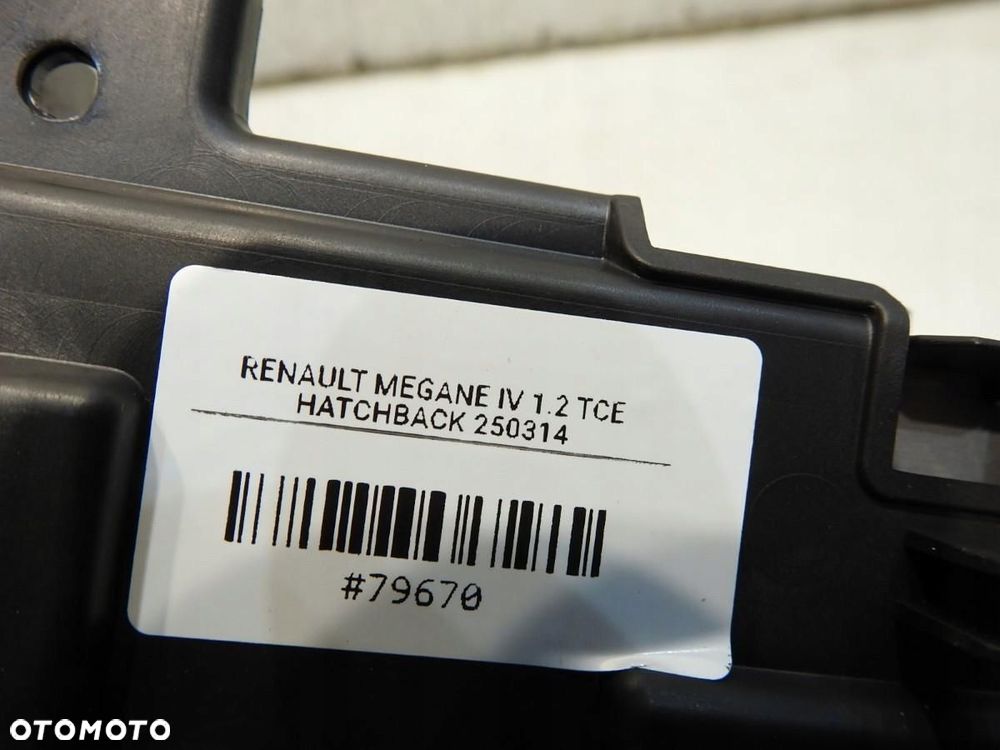 RENAULT MEGANE IV 1.2 TCE
HATCHBACK 250314
#79670
OTOMOTO